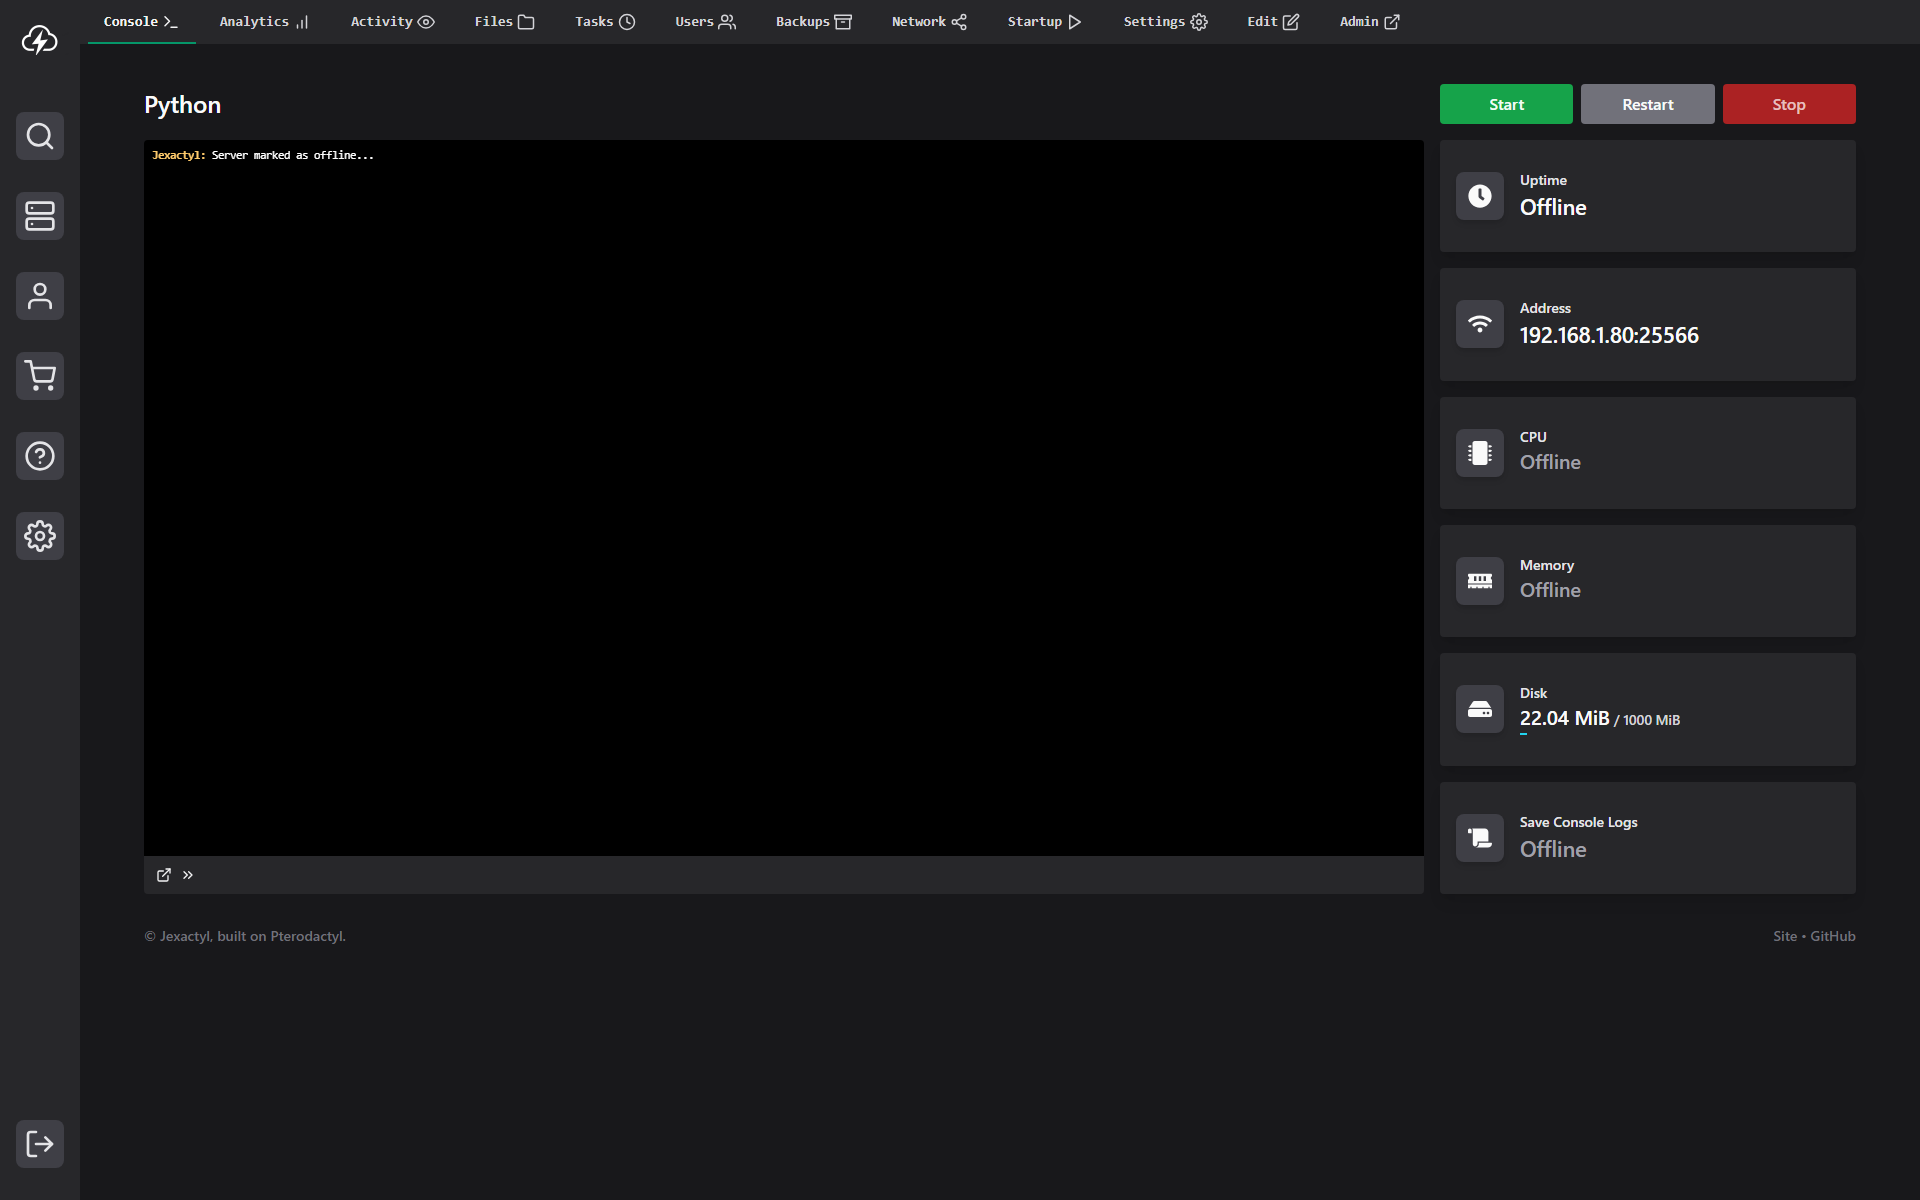 Console
Analytics
Activity
Files
Tasks
Users
Backups
Network
Startup
Settings
Edit
Admin
Python
Start
Restart
Stop
Jexactyl: Server marked as offline...
Uptime
Offline
Address
192.168.1.80:25566
CPU
Offline
Memory
Offline
Disk
22.04 MiB / 1000 MiB
Save Console Logs
Offline
© Jexactyl, built on Pterodactyl.
Site • GitHub